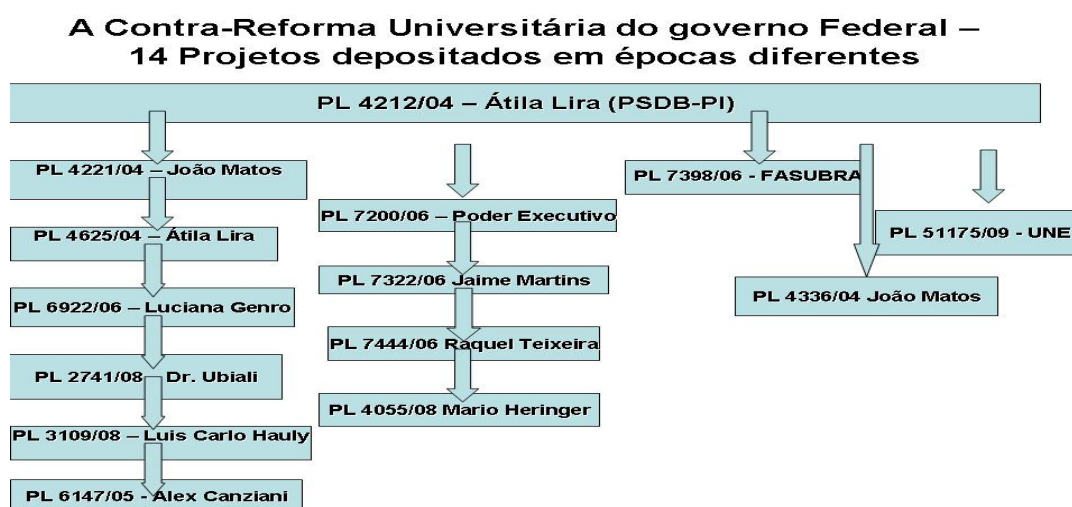 A Contra-Reforma Universitária do governo Federal –
14 Projetos depositados em épocas diferentes
PL 4212/04 – Átila Lira (PSDB-PI)
PL 4221/04 – João Matos
PL 4625/04 – Átila Lira
PL 6922/06 – Luciana Genro
PL 2741/08 – Dr. Ubiali
PL 3109/08 – Luis Carlo Hauly
PL 6147/05 - Alex Canziani
PL 7200/06 – Poder Executivo
PL 7322/06 Jaime Martins
PL 7444/06 Raquel Teixeira
PL 4055/08 Mario Heringer
PL 7398/06 - FASUBRA
PL 4336/04 João Matos
PL 51175/09 - UNE